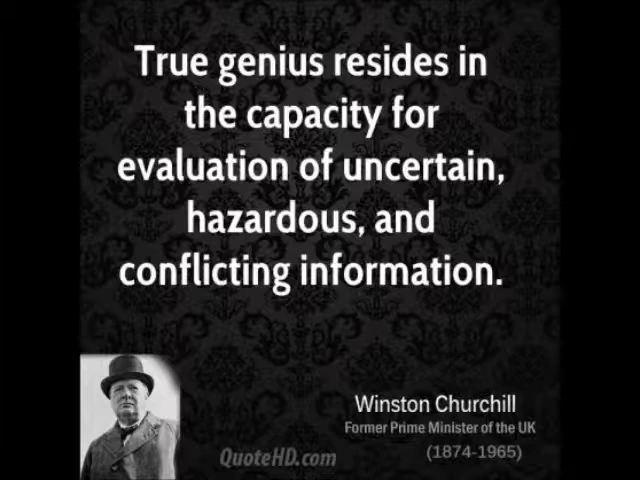 True genius resides in
the capacity for
evaluation of uncertain,
hazardous, and
conflicting information.
Winston Churchill
Former Prime Minister of the UK
(1874-1965)
QuoteHD.com